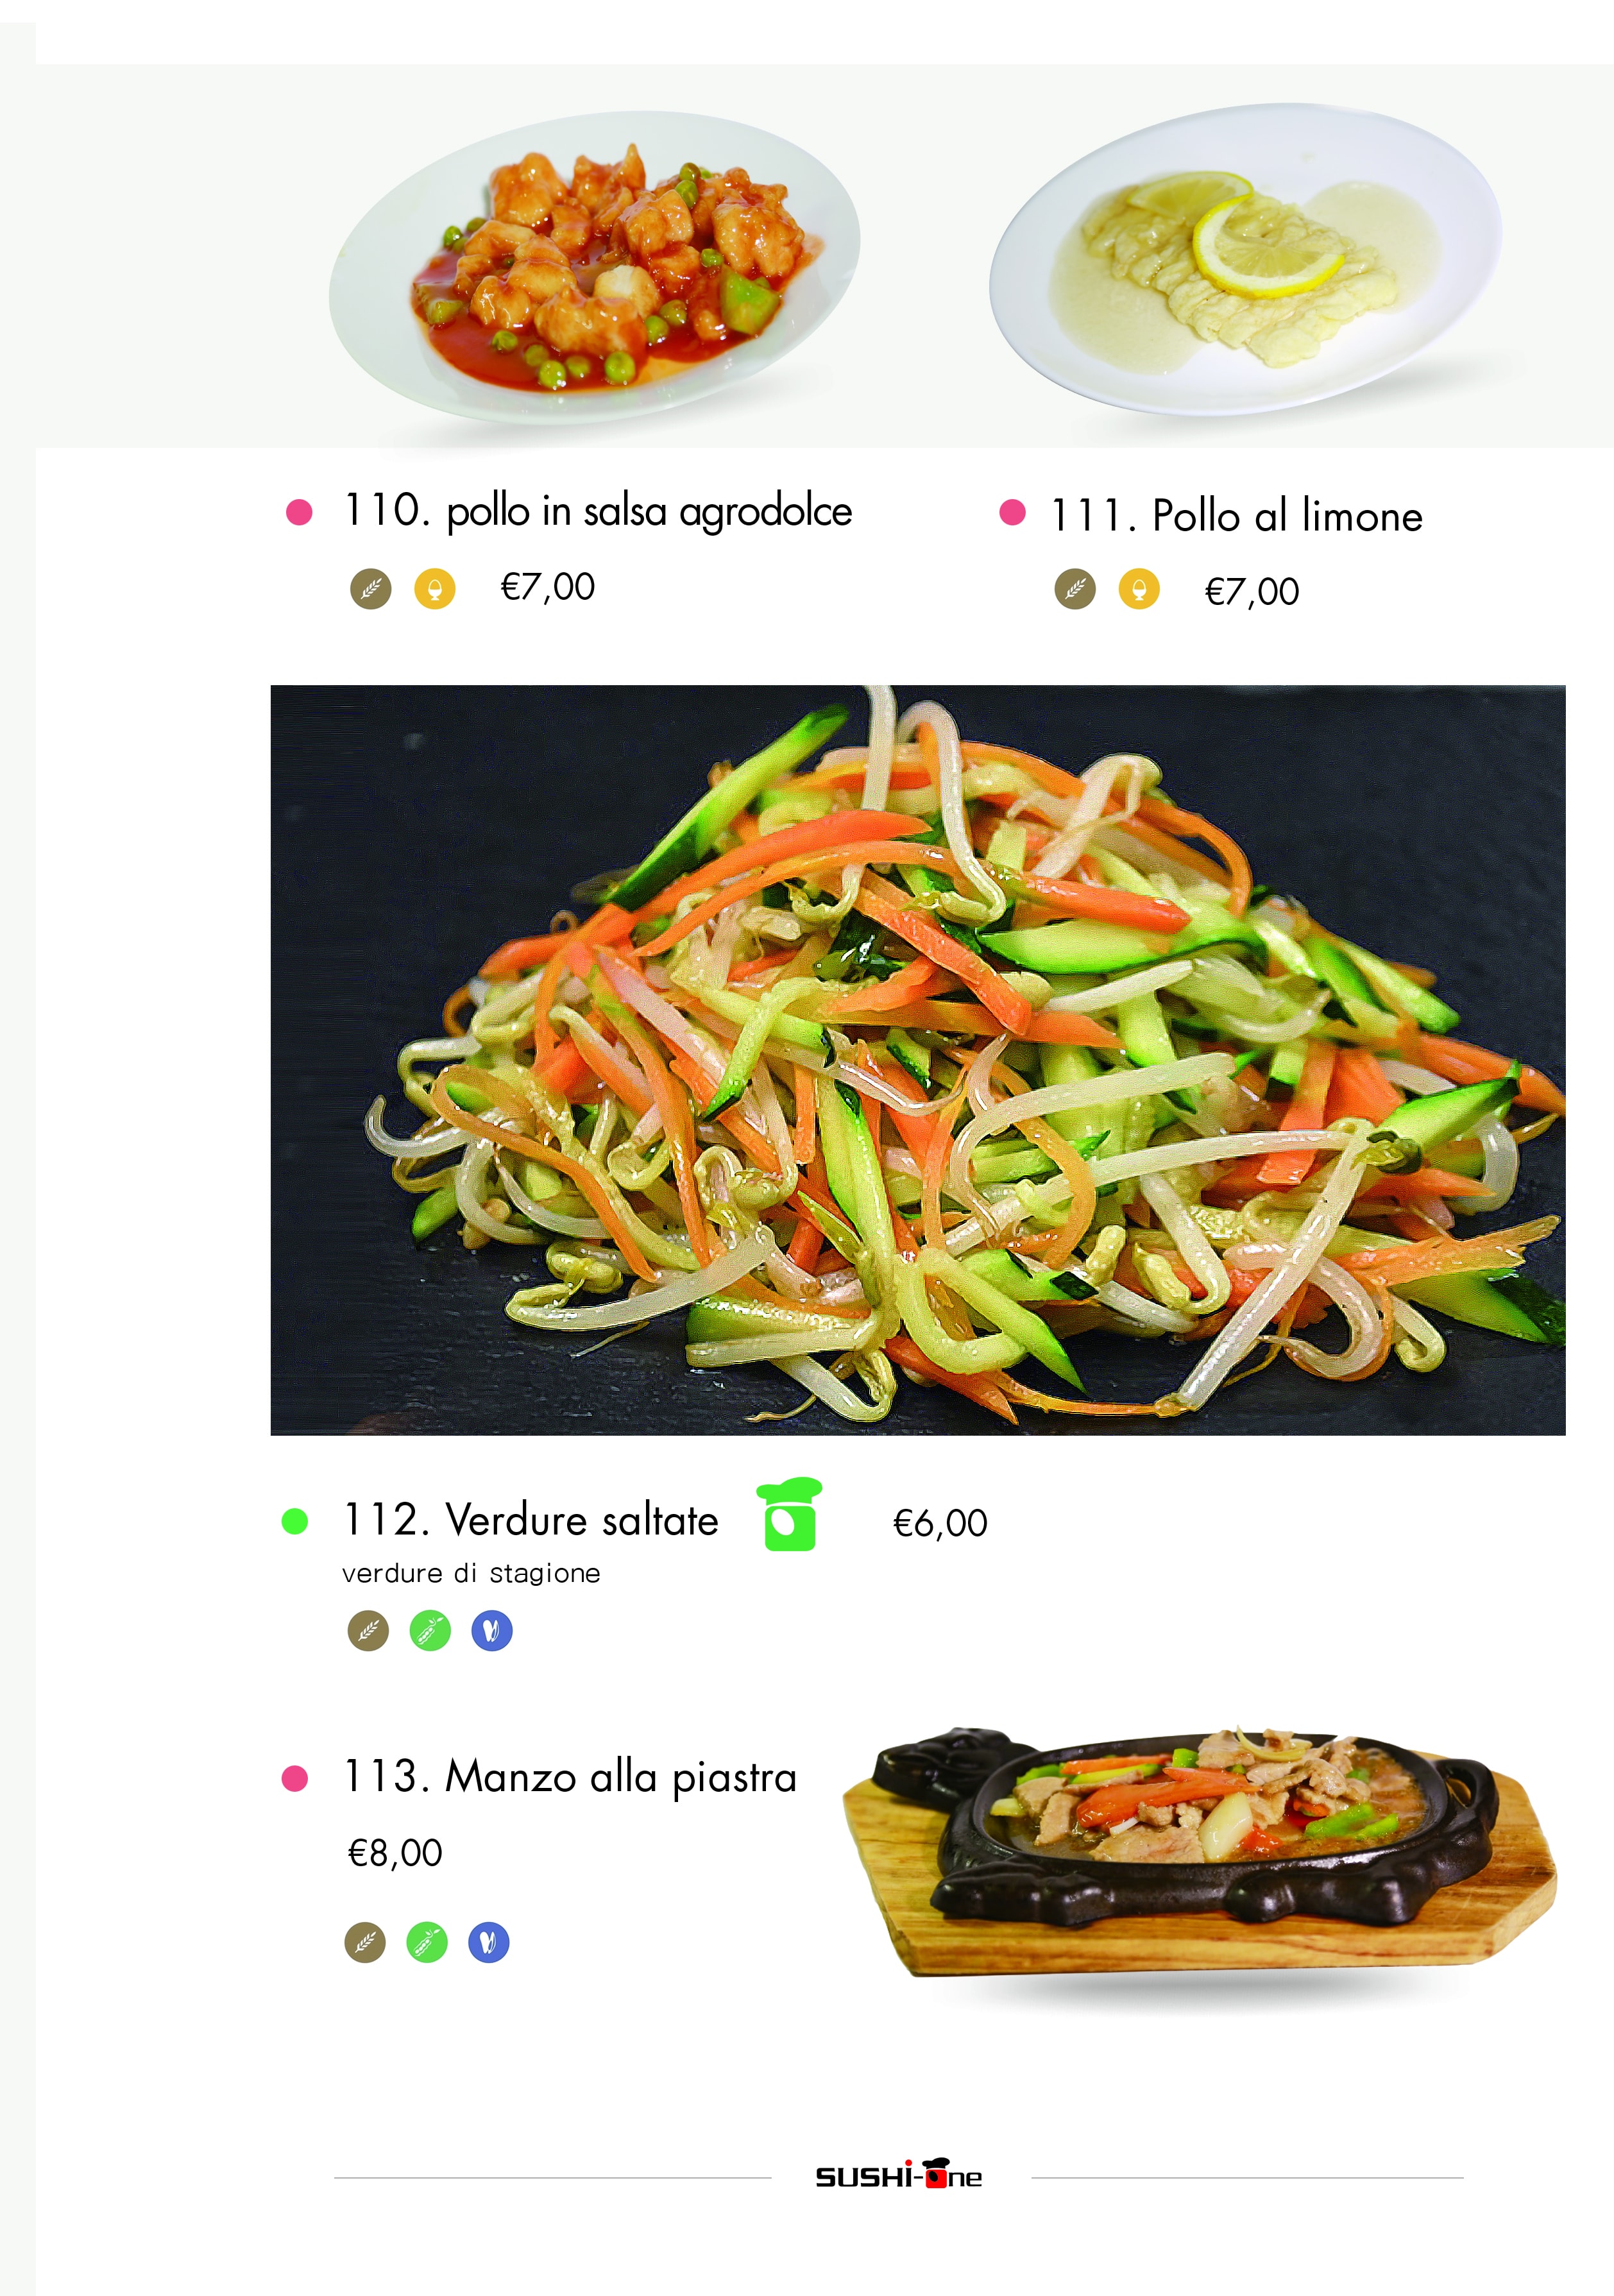 110. pollo in salsa agrodolce
€7,00
111. Pollo al limone
€7,00
112. Verdure saltate
€6,00
verdure di stagione
113. Manzo alla piastra
€8,00
SUSHi-One